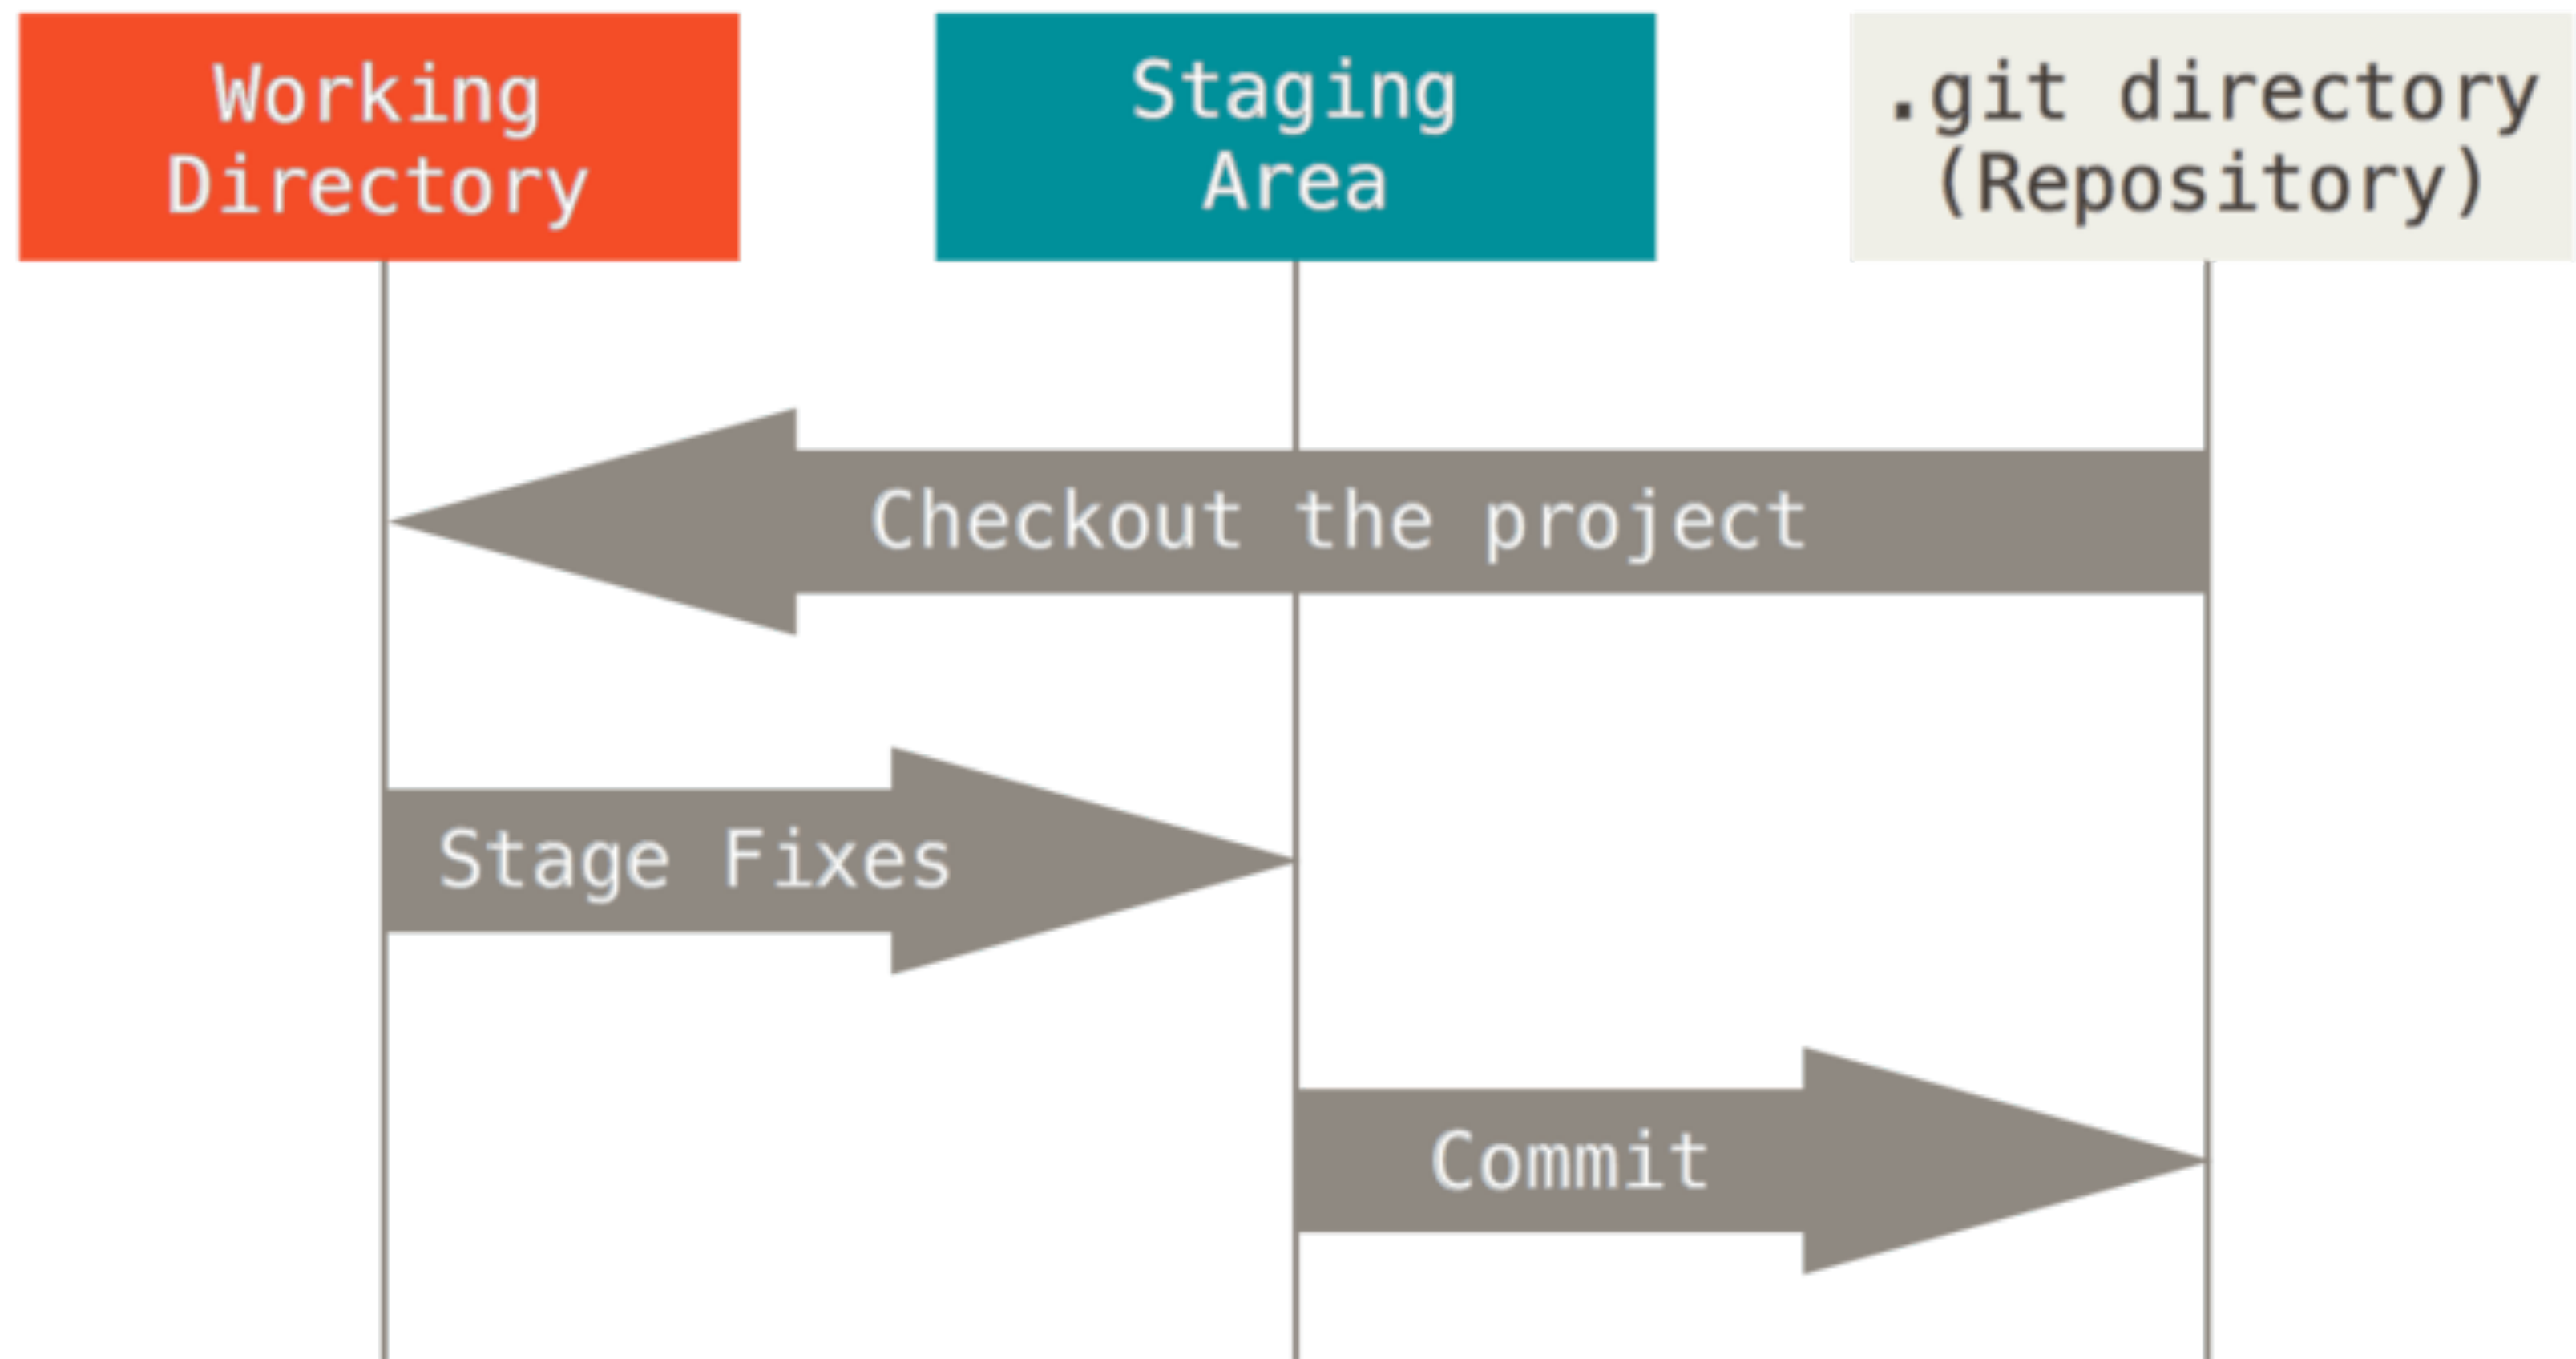 Working
Directory
Staging
Area
.git directory
(Repository)
Checkout the project
Stage Fixes
Commit